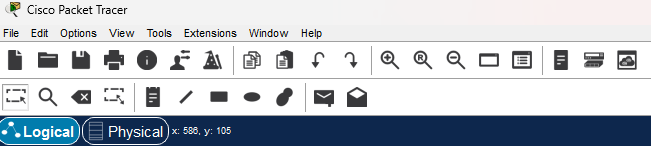 Cisco Packet Tracer
File Edit Options View Tools Extensions Window Help
Logical Physical x: 586, y: 105